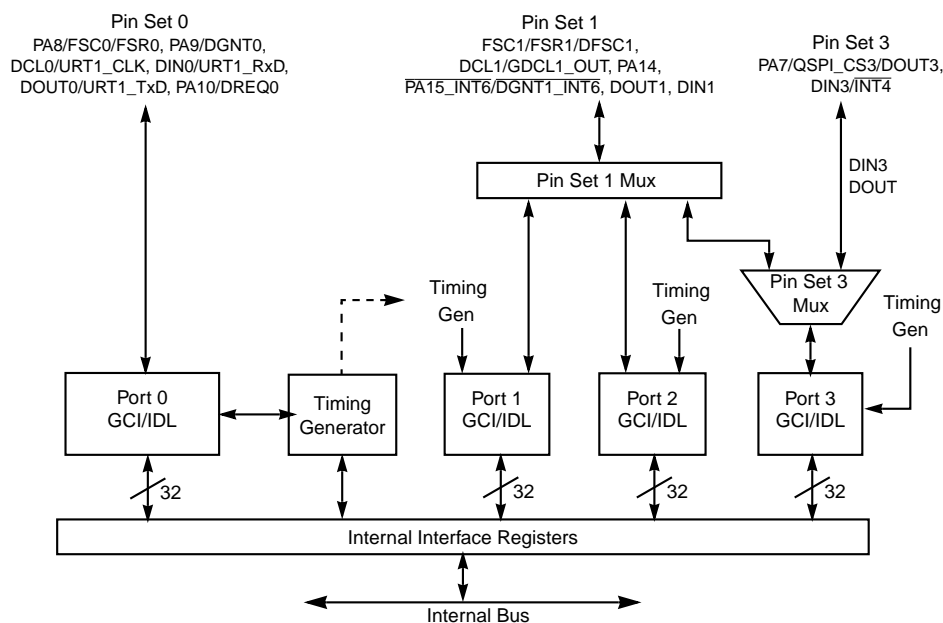 Pin Set 0
PA8/FSC0/FSR0, PA9/DGNT0,
DCL0/URT1_CLK, DIN0/URT1_RxD,
DOUT0/URT1_TxD, PA10/DREQ0
Pin Set 1
FSC1/FSR1/DFSC1,
DCL1/GDCL1_OUT, PA14,
PA15_INT6/DGNT1_INT6, DOUT1, DIN1
Pin Set 3
PA7/QSPI_CS3/DOUT3,
DIN3/INT4
DIN3
DOUT
Pin Set 1 Mux
Pin Set 3
Mux
Timing
Gen
Timing
Gen
Timing
Gen
Port 0
GCI/IDL
Timing
Generator
Port 1
GCI/IDL
Port 2
GCI/IDL
Port 3
GCI/IDL
32
32
32
32
Internal Interface Registers
Internal Bus